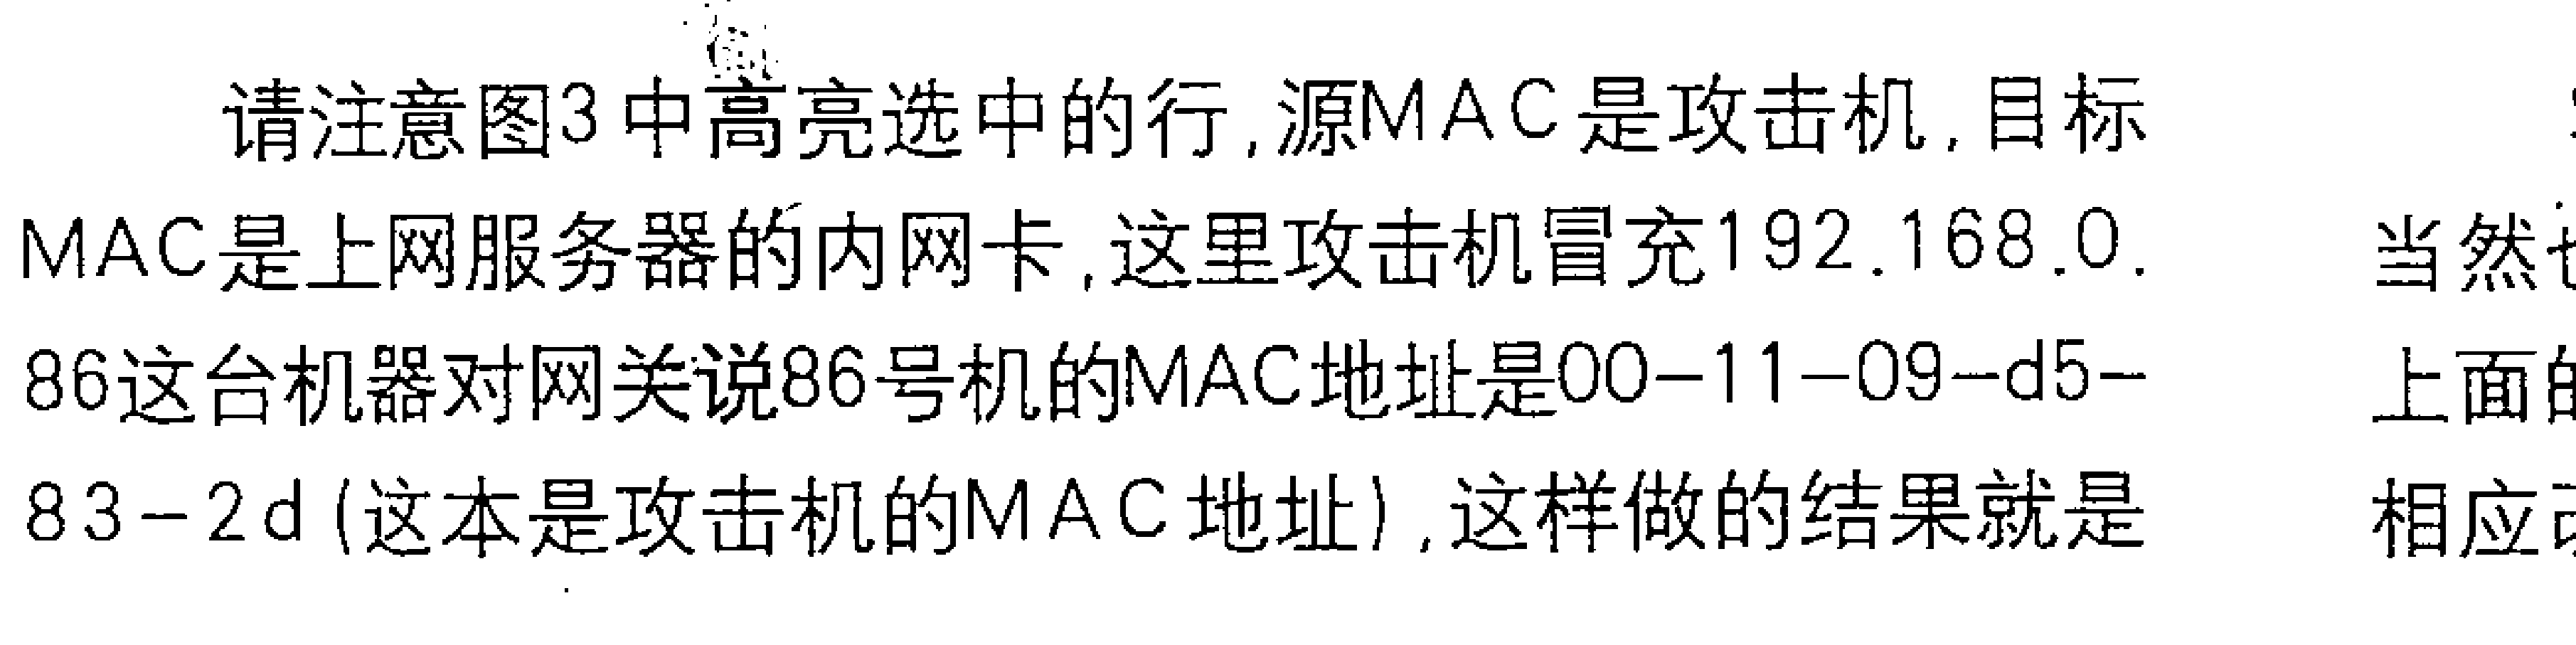 请注意图3中高亮选中的行,源MAC是攻击机,目标
MAC是上网服务器的内网卡,这里攻击机冒充192.168.0.
86这台机器对网关说86号机的MAC地址是00-11-09-d5-
83-2d(这本是攻击机的MAC地址),这样做的结果就是
当然
上面
相应